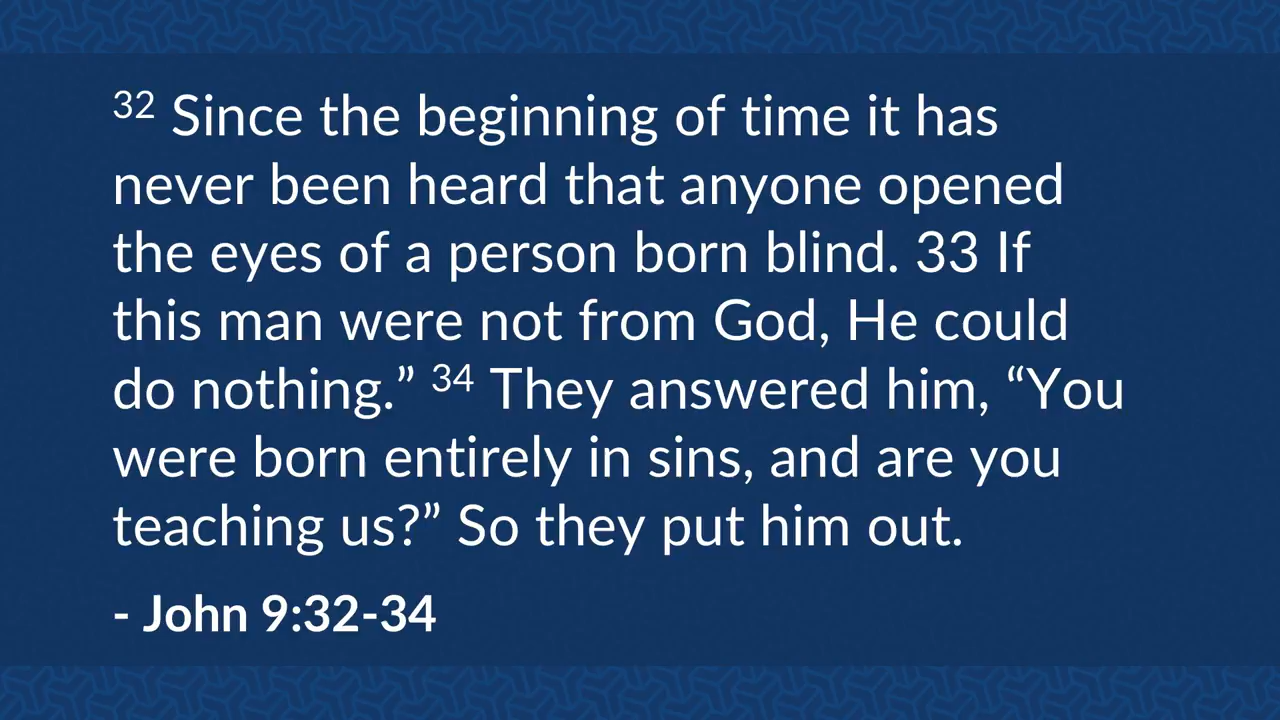 32 Since the beginning of time it has
never been heard that anyone opened
the eyes of a person born blind. 33 If
this man were not from God, He could
do nothing.” 34 They answered him, “You
were born entirely in sins, and are you
teaching us?” So they put him out.
- John 9:32-34